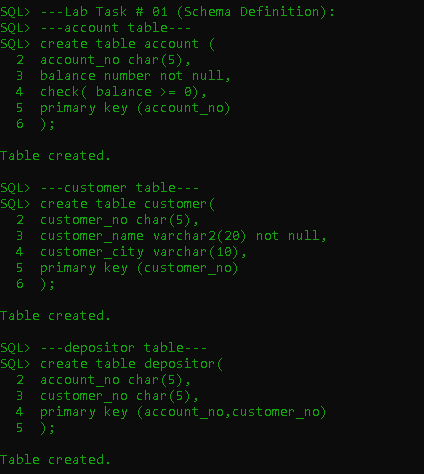 SQL> ---Lab Task # 01 (Schema Definition):
SQL> ---account table---
SQL> create table account (
2 account_no char(5),
3 balance number not null,
4 check( balance >= 0),
5 primary key (account_no)
6 );
Table created.
SQL> ---customer table---
SQL> create table customer(
2 customer_no char(5),
3 customer_name varchar2(20) not null,
4 customer_city varchar(10),
5 primary key (customer_no)
6 );
Table created.
SQL> ---depositor table---
SQL> create table depositor(
2 account_no char(5),
3 customer_no char(5),
4 primary key (account_no,customer_no)
5 );
Table created.